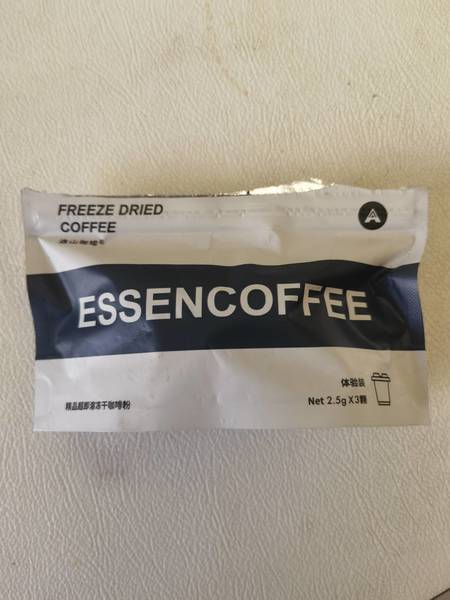 FREEZE DRIED
COFFEE
A
ESSENCOFFEE
体验装
Net 2.5g X3颗
精品超即溶冻干咖啡粉